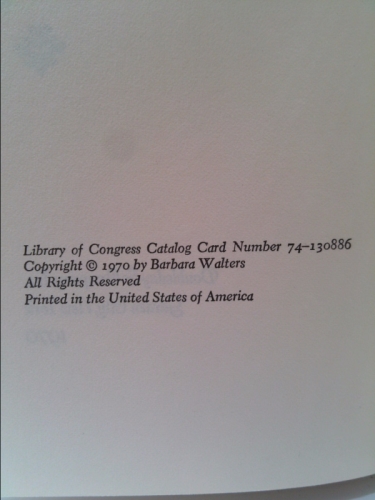 Library of Congress Catalog Card Number 74-130886
Copyright © 1970 by Barbara Walters
All Rights Reserved
Printed in the United States of America